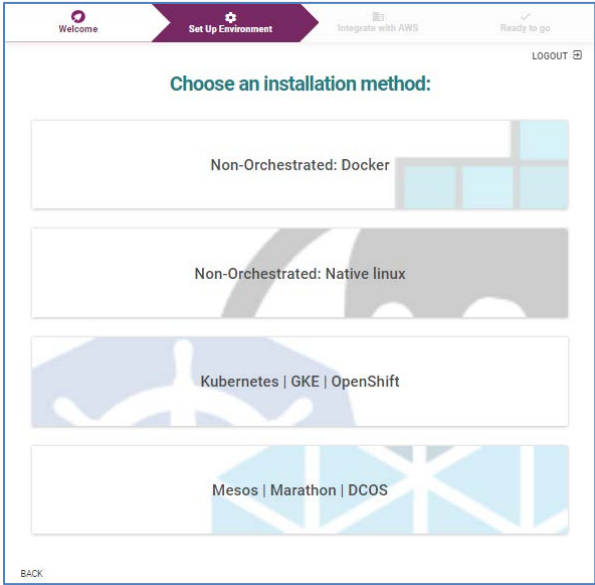 Welcome
Set Up Environment
Integrate with AWS
Ready to go
LOGOUT
Choose an installation method:
Non-Orchestrated: Docker
Non-Orchestrated: Native linux
Kubernetes | GKE | OpenShift
Mesos | Marathon | DCOS
BACK